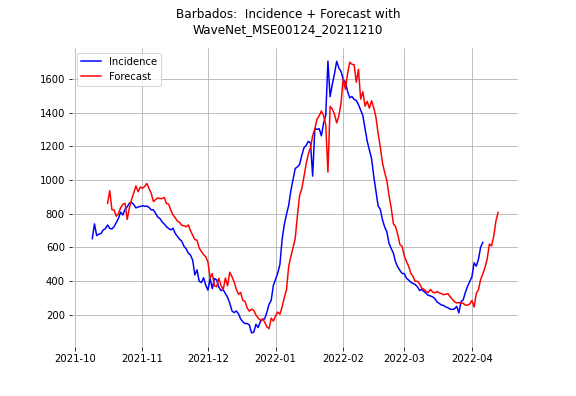 Barbados:  Incidence + Forecast with
WaveNet_MSE00124_20211210
Incidence
Forecast
1600
1400
1200
1000
800
600
400
200
2021-10 2021-11 2021-12 2022-01 2022-02 2022-03 2022-04